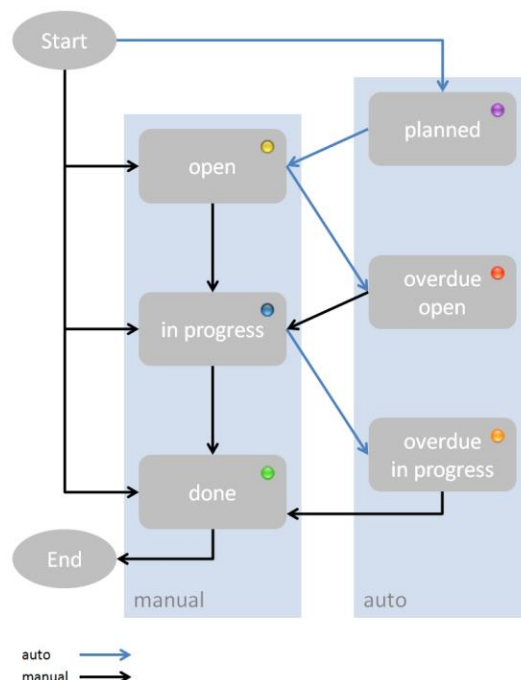 Start
planned
open
overdue
open
in progress
overdue
in progress
done
End
manual
auto
auto
manual